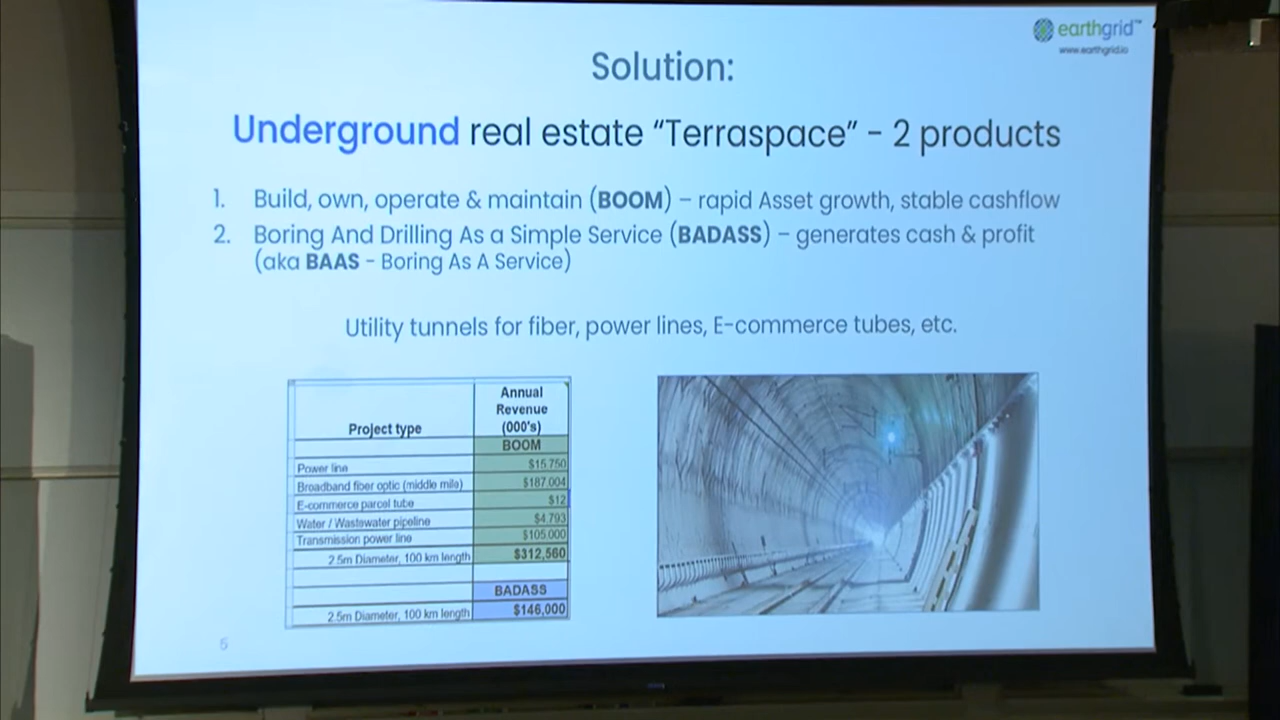 earthgrid™
www.earthgrid.io
Solution:
Underground real estate “Terraspace” - 2 products
1. Build, own, operate & maintain (BOOM) – rapid Asset growth, stable cashflow
2. Boring And Drilling As a Simple Service (BADASS) – generates cash & profit
(aka BAAS - Boring As A Service)
Utility tunnels for fiber, power lines, E-commerce tubes, etc.
Project type
Annual
Revenue
(000's)
BOOM
Power line $15,750
Broadband fiber optic (middle mile) $187,004
E-commerce parcel tube $12
Water / Wastewater pipeline $4,793
Transmission power line $105,000
2.5m Diameter, 100 km length $312,560
BADASS
2.5m Diameter, 100 km length $146,000
5